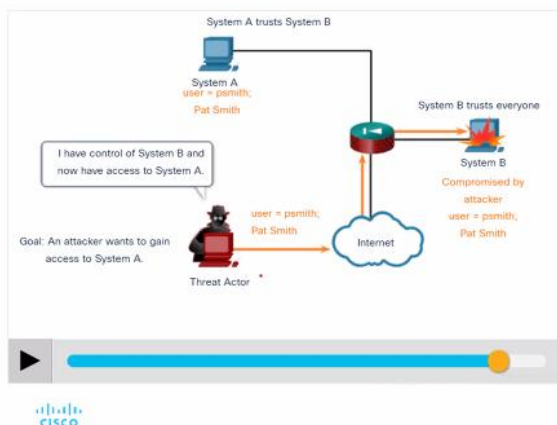 System A trusts System B
System A
user = psmith;
Pat Smith
System B trusts everyone
System B
Compromised by
attacker
user = psmith;
Pat Smith
I have control of System B and
now have access to System A.
user = psmith;
Pat Smith
Goal: An attacker wants to gain
access to System A.
Internet
Threat Actor
CISCO